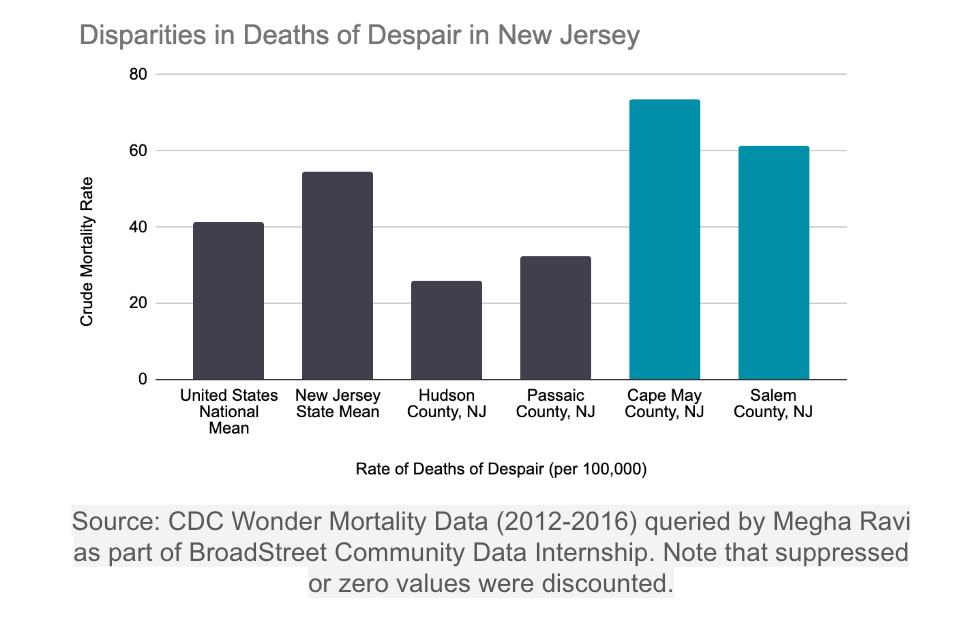 Disparities in Deaths of Despair in New Jersey
80
60
40
20
0
Crude Mortality Rate
United States
National
Mean
New Jersey
State Mean
Hudson
County, NJ
Passaic
County, NJ
Cape May
County, NJ
Salem
County, NJ
Rate of Deaths of Despair (per 100,000)
Source: CDC Wonder Mortality Data (2012-2016) queried by Megha Ravi
as part of BroadStreet Community Data Internship. Note that suppressed
or zero values were discounted.